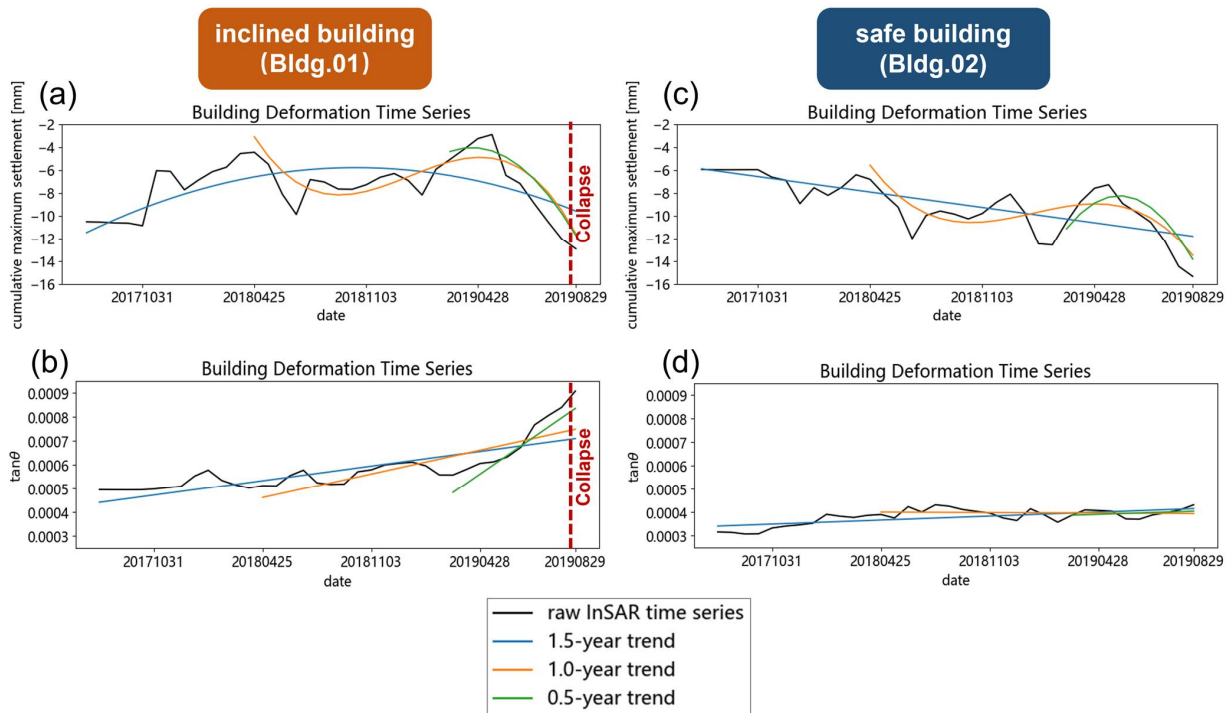 inclined building
(Bldg.01)
safe building
(Bldg.02)
(a)
Building Deformation Time Series
cumulative maximum settlement [mm]
−2
−4
−6
−8
−10
−12
−14
−16
20171031
20180425
20181103
20190428
20190829
date
Collapse
(c)
Building Deformation Time Series
cumulative maximum settlement [mm]
−2
−4
−6
−8
−10
−12
−14
−16
20171031
20180425
20181103
20190428
20190829
date
(b)
Building Deformation Time Series
tanθ
0.0009
0.0008
0.0007
0.0006
0.0005
0.0004
0.0003
20171031
20180425
20181103
20190428
20190829
date
Collapse
(d)
Building Deformation Time Series
tanθ
0.0009
0.0008
0.0007
0.0006
0.0005
0.0004
0.0003
20171031
20180425
20181103
20190428
20190829
date
raw InSAR time series
1.5-year trend
1.0-year trend
0.5-year trend